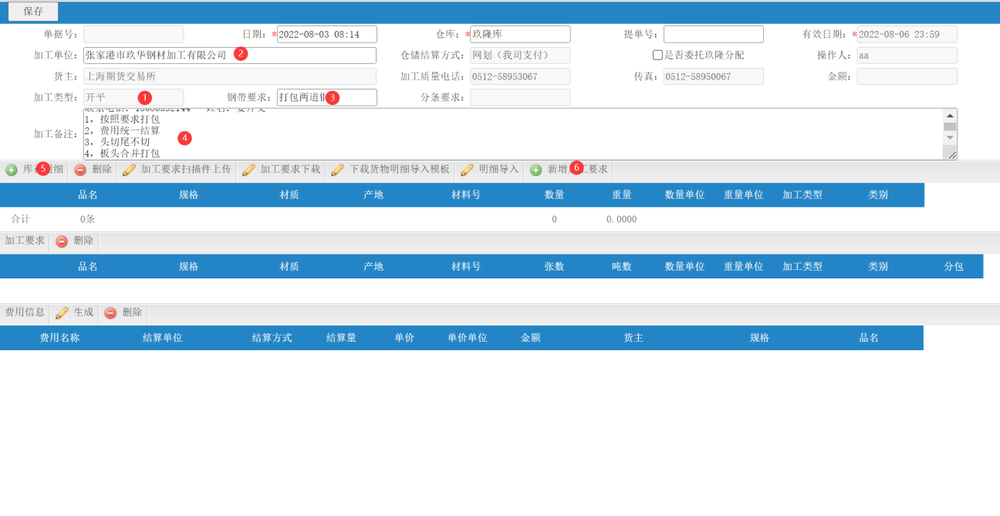 保存
单据号： 日期：*2022-08-03 08:14 仓库：*玖隆库 提单号： 有效日期：*2022-08-06 23:59
加工单位：张家港市玖华钢材加工有限公司 2 仓储结算方式：网划（我司支付） 是否委托玖隆分配 操作人：aa
货主：上海期货交易所 加工质量电话：0512-58953067 传真：0512-58950067 金额：
加工类型：开平 1 钢带要求：打包两道 3 分条要求：
加工备注：
1，按照要求打包
2，费用统一结算
3，头切尾不切 4
4，板头合并打包
库 5 细 删除 加工要求扫描件上传 加工要求下载 下载货物明细导入模板 明细导入 新增 6 工要求
品名 规格 材质 产地 材料号 数量 重量 数量单位 重量单位 加工类型 类别
合计 0条 0 0.0000
加工要求 删除
品名 规格 材质 产地 材料号 张数 吨数 数量单位 重量单位 加工类型 类别 分包
费用信息 生成 删除
费用名称 结算单位 结算方式 结算量 单价 单价单位 金额 货主 规格 品名